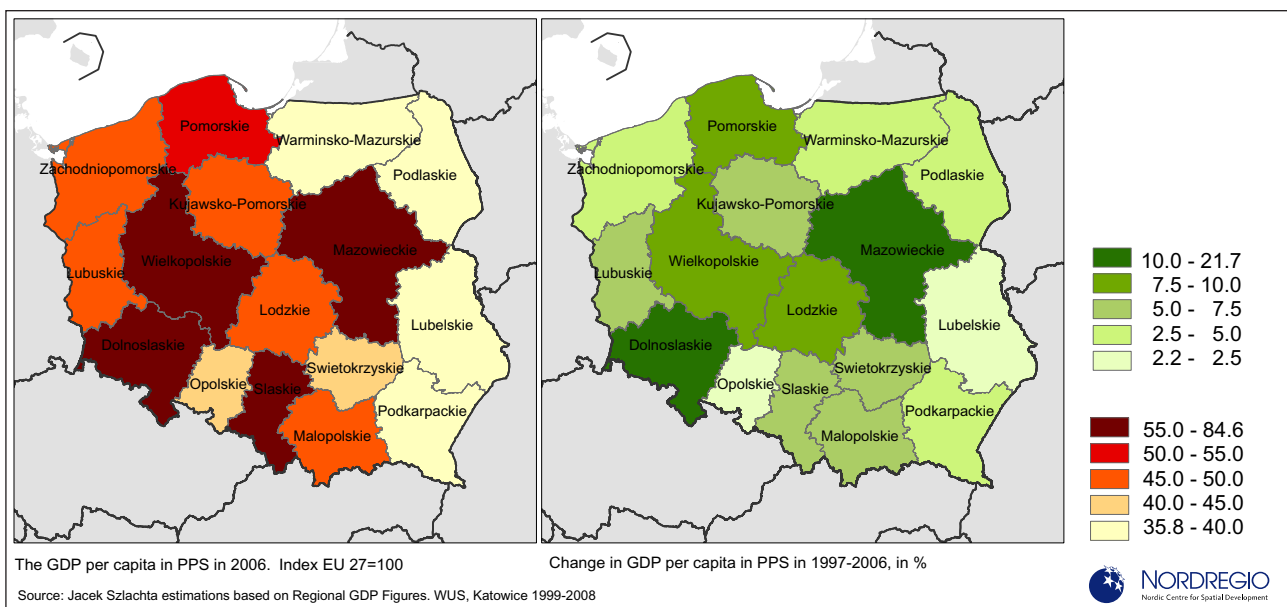 Pomorskie
Warminsko-Mazurskie
Zachodniopomorskie
Podlaskie
Kujawsko-Pomorskie
Mazowieckie
Wielkopolskie
Lubuskie
Lodzkie
Lubelskie
Dolnoslaskie
Swietokrzyskie
Opolskie
Slaskie
Podkarpackie
Malopolskie
The GDP per capita in PPS in 2006. Index EU 27=100
Pomorskie
Warminsko-Mazurskie
Zachodniopomorskie
Podlaskie
Kujawsko-Pomorskie
Mazowieckie
Wielkopolskie
Lubuskie
Lodzkie
Lubelskie
Dolnoslaskie
Swietokrzyskie
Opolskie
Slaskie
Podkarpackie
Malopolskie
Change in GDP per capita in PPS in 1997-2006, in %
10.0 - 21.7
7.5 - 10.0
5.0 - 7.5
2.5 - 5.0
2.2 - 2.5
55.0 - 84.6
50.0 - 55.0
45.0 - 50.0
40.0 - 45.0
35.8 - 40.0
Source: Jacek Szlachta estimations based on Regional GDP Figures. WUS, Katowice 1999-2008
NORDREGIO
Nordic Centre for Spatial Development